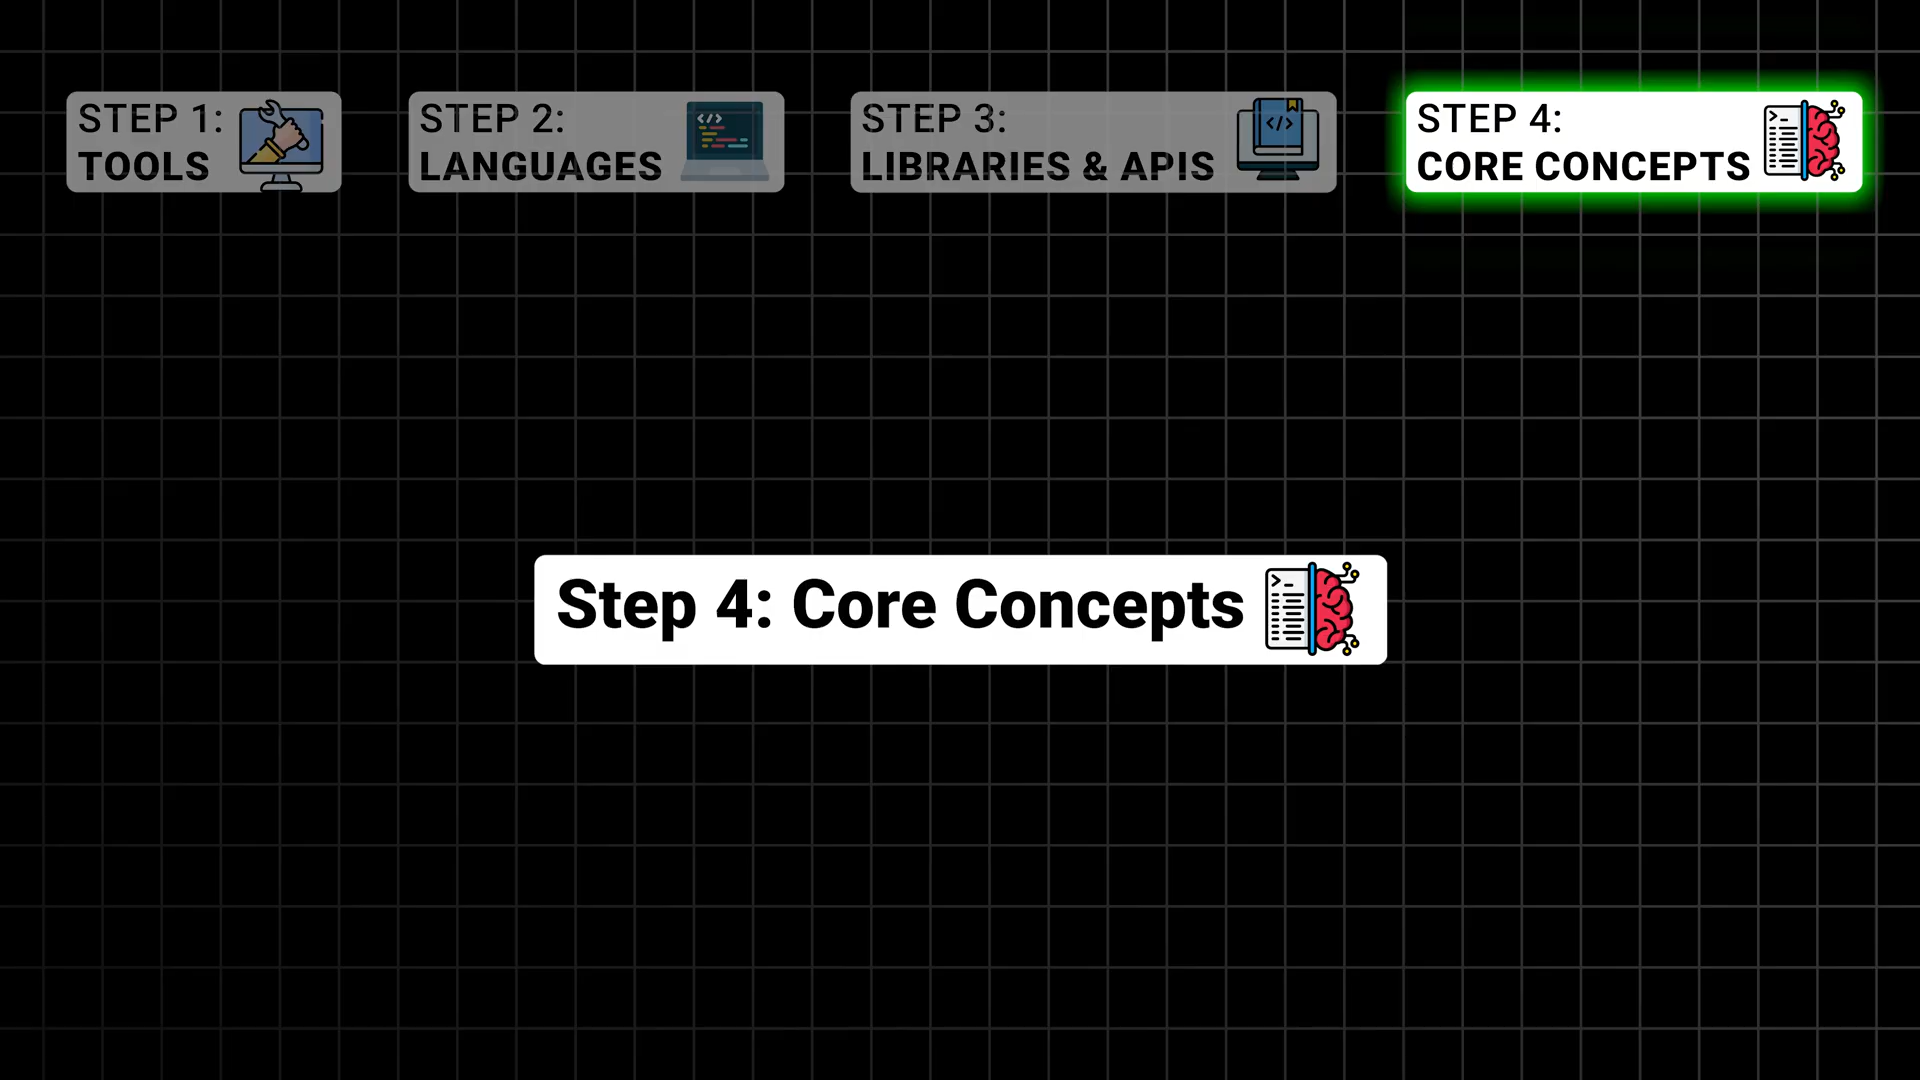 STEP 1:
TOOLS
STEP 2:
LANGUAGES
</>
STEP 3:
LIBRARIES & APIS
</>
STEP 4:
CORE CONCEPTS
>_
Step 4: Core Concepts
>_